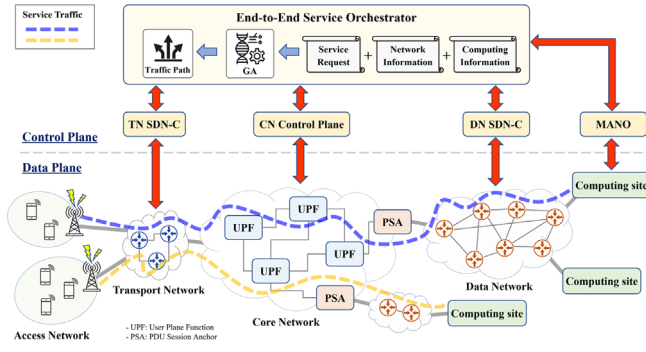 Service Traffic
End-to-End Service Orchestrator
Traffic Path
GA
Service
Request
+
Network
Information
+
Computing
Information
TN SDN-C
CN Control Plane
DN SDN-C
MANO
Control Plane
Data Plane
Computing site
UPF
UPF
UPF
UPF
UPF
PSA
PSA
Transport Network
Data Network
Computing site
Computing site
Access Network
- UPF: User Plane Function
- PSA: PDU Session Anchor
Core Network